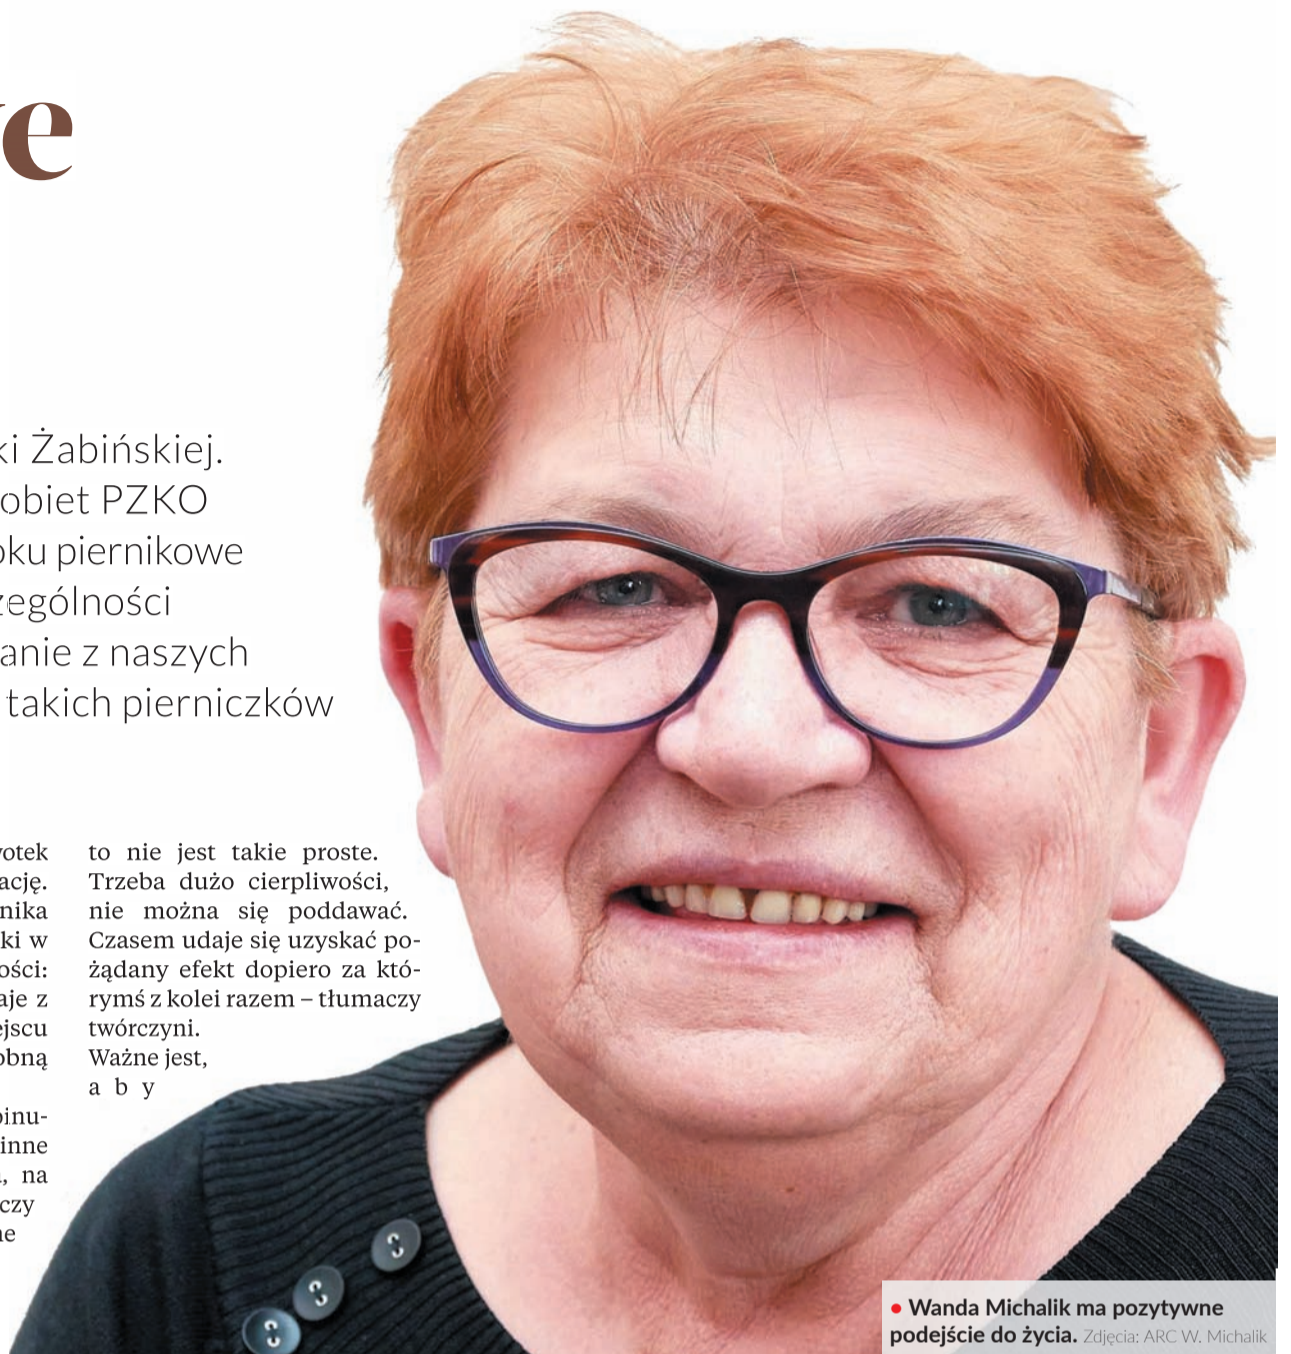 e
ki Żabińskiej.
obiet PZKO
oku piernikowe
zególności
anie z naszych
takich pierniczków
otek
ację.
nika
ki w
ości:
aje z
ejscu
obną
binu-
inne
, na
czy
ne
to nie jest takie proste.
Trzeba dużo cierpliwości,
nie można się poddawać.
Czasem udaje się uzyskać po-
żądany efekt dopiero za któ-
rymś z kolei razem – tłumaczy
twórczyni.
Ważne jest,
a b y
• Wanda Michalik ma pozytywne
podejście do życia. Zdjęcia: ARC W. Michalik